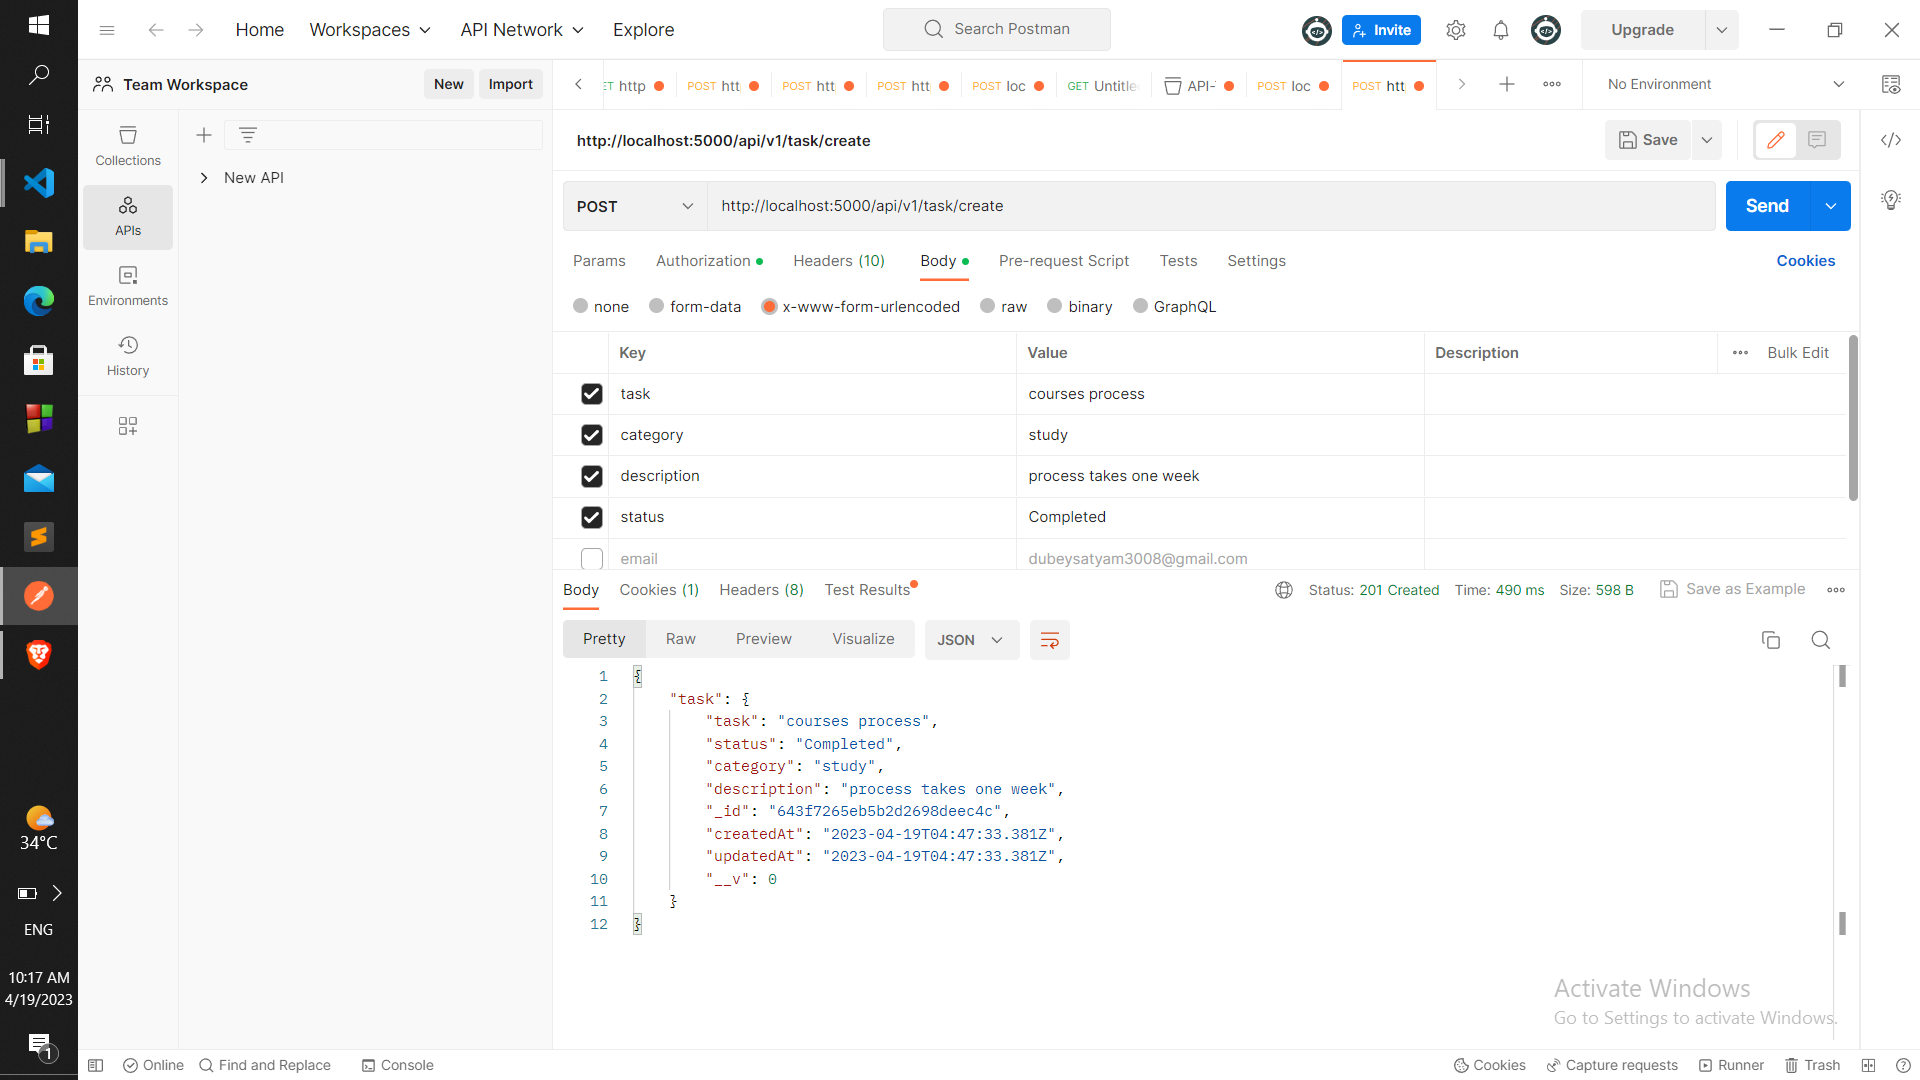 Home Workspaces API Network Explore Search Postman Invite Upgrade
Team Workspace New Import
ET http POST htt POST htt POST htt POST loc GET Untitle API- POST loc POST htt No Environment
Collections
APIs
Environments
History
New API
http://localhost:5000/api/v1/task/create Save
POST http://localhost:5000/api/v1/task/create Send
Params Authorization Headers (10) Body Pre-request Script Tests Settings Cookies
none form-data x-www-form-urlencoded raw binary GraphQL
Key Value Description Bulk Edit
task courses process
category study
description process takes one week
status Completed
email dubeysatyam3008@gmail.com
Body Cookies (1) Headers (8) Test Results Status: 201 Created Time: 490 ms Size: 598 B Save as Example
Pretty Raw Preview Visualize JSON
1 {
2 "task": {
3 "task": "courses process",
4 "status": "Completed",
5 "category": "study",
6 "description": "process takes one week",
7 "_id": "643f7265eb5b2d2698deec4c",
8 "createdAt": "2023-04-19T04:47:33.381Z",
9 "updatedAt": "2023-04-19T04:47:33.381Z",
10 "__v": 0
11 }
12 }
Activate Windows
Go to Settings to activate Windows.
34°C
ENG
10:17 AM
4/19/2023
1
Online Find and Replace Console Cookies Capture requests Runner Trash